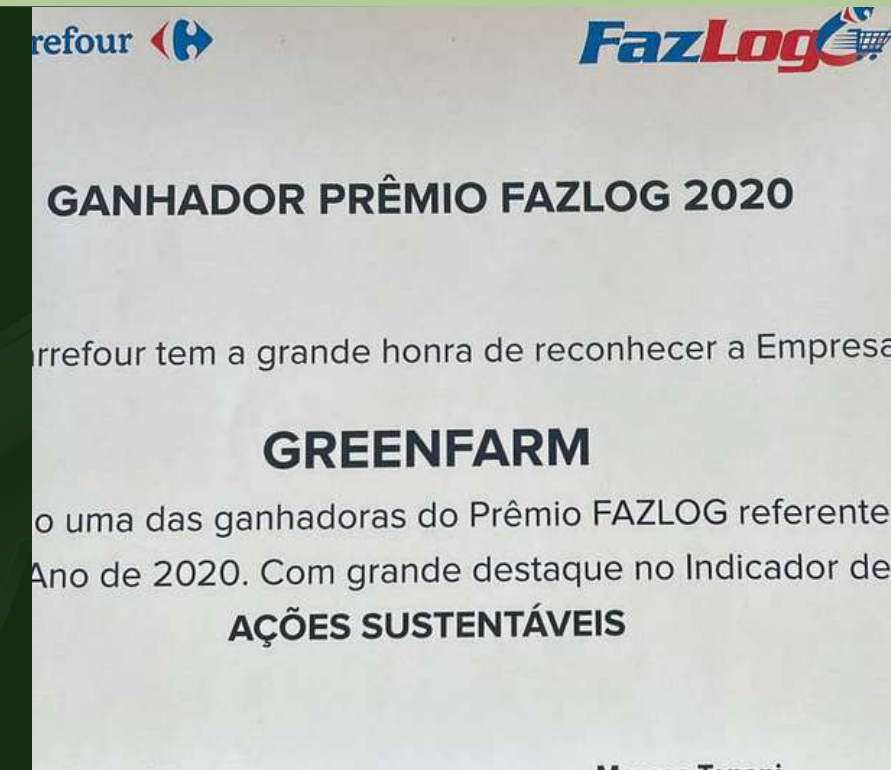 refour
FazLog
GANHADOR PRÊMIO FAZLOG 2020
rrefour tem a grande honra de reconhecer a Empresa
GREENFARM
o uma das ganhadoras do Prêmio FAZLOG referente
Ano de 2020. Com grande destaque no Indicador de
AÇÕES SUSTENTÁVEIS